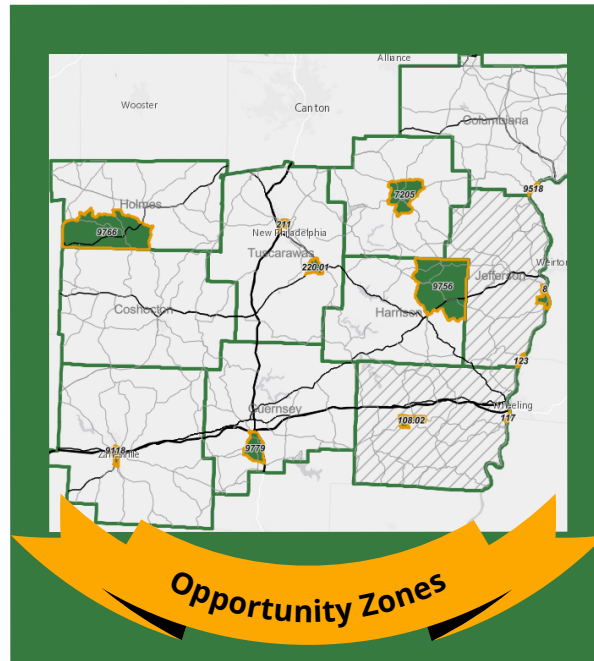 Alliance
Wooster
Canton
Columbiana
9518
7205
Holmes
9766
211
New Philadelphia
Tuscarawas
220.01
Weirton
Jefferson
9756
8
Coshocton
Harrison
123
Wheeling
117
Guernsey
108.02
9118
Zanesville
9779
Opportunity Zones